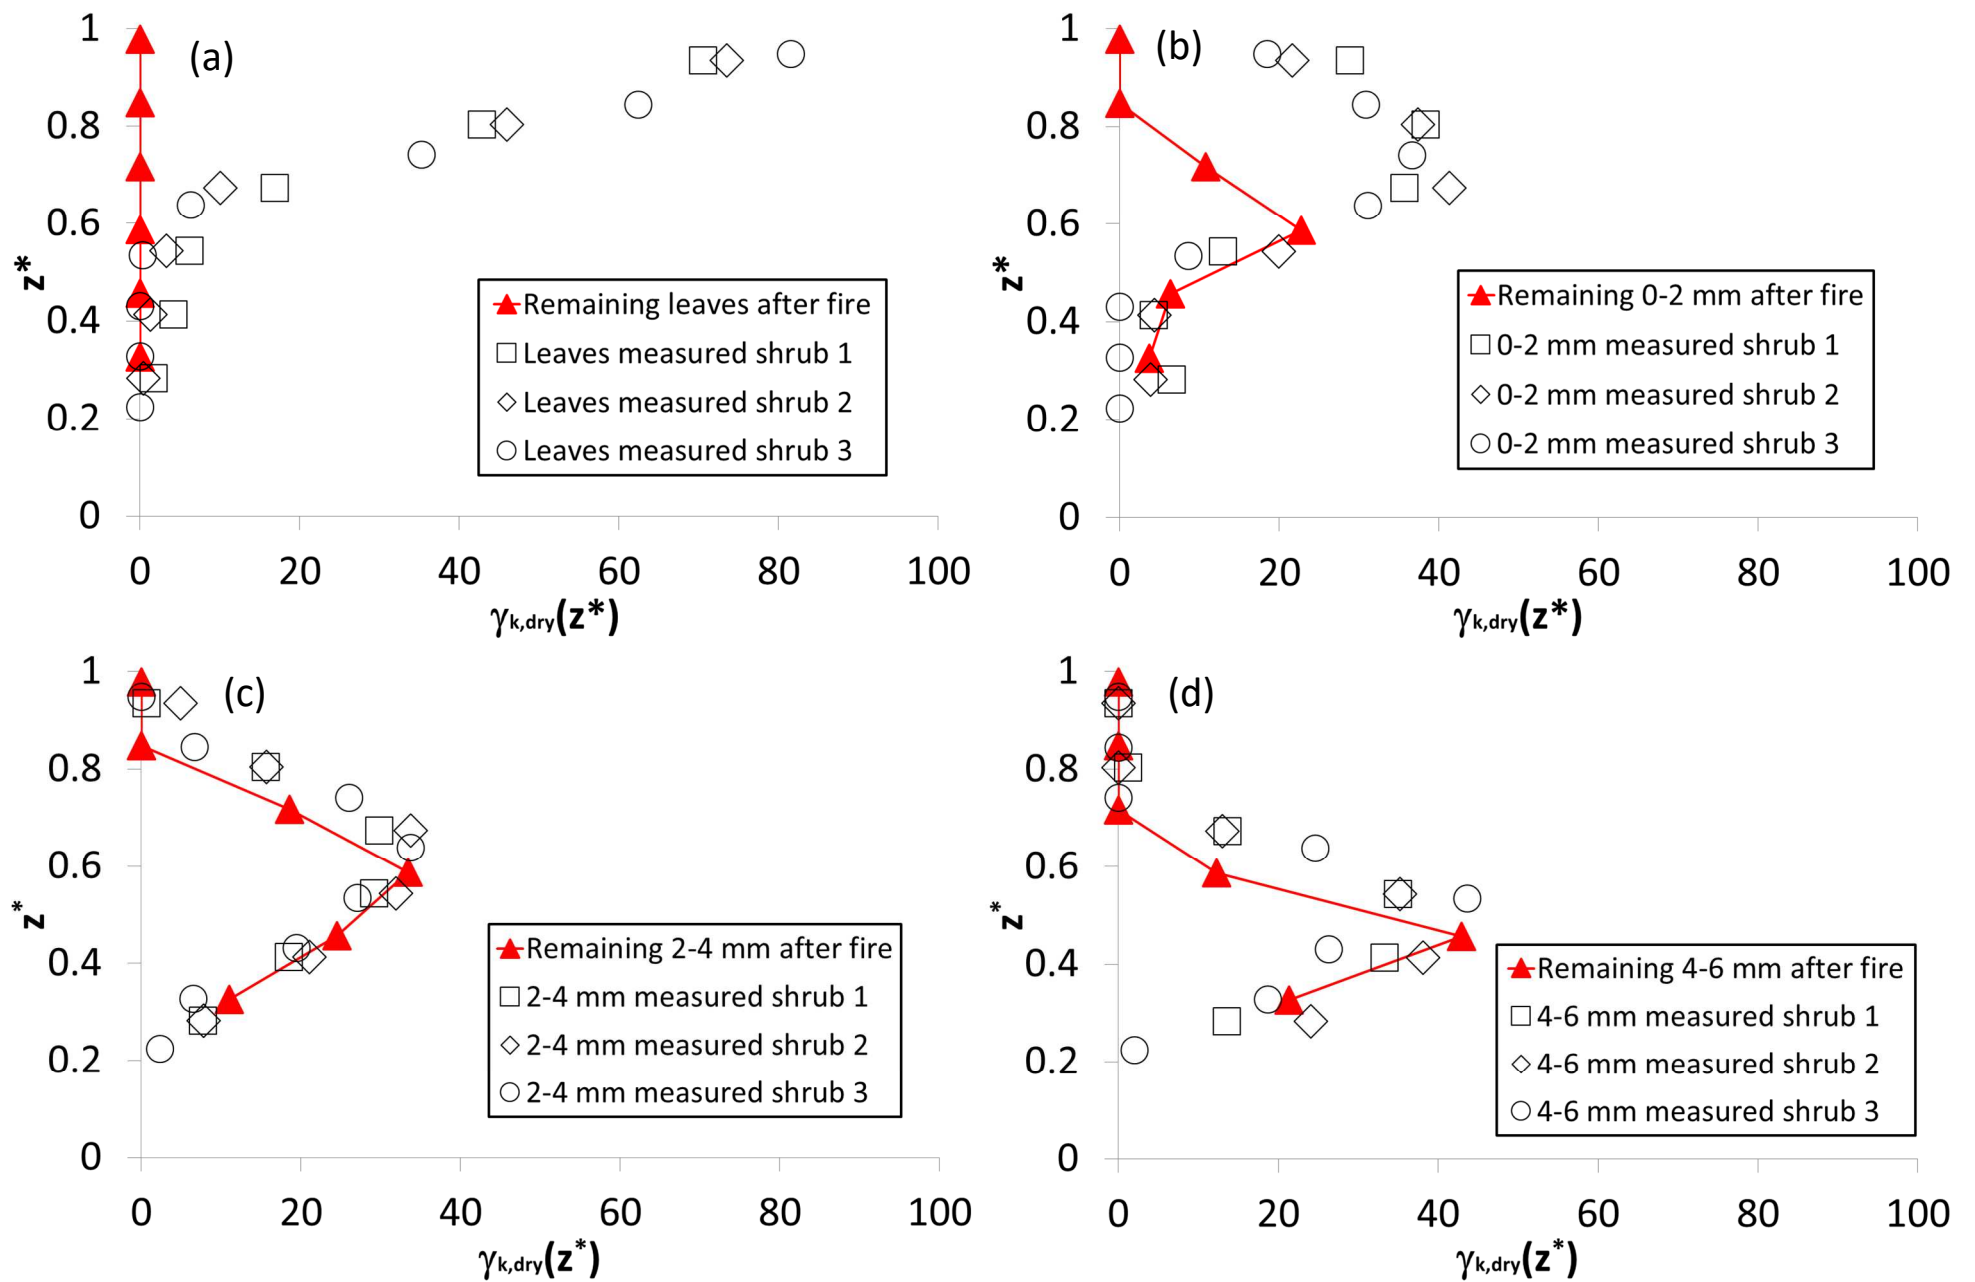 (a)
1
0.8
0.6
0.4
0.2
0
z*
Remaining leaves after fire
Leaves measured shrub 1
Leaves measured shrub 2
Leaves measured shrub 3
0 20 40 60 80 100
γk,dry(z*)
(b)
1
0.8
0.6
0.4
0.2
0
z*
Remaining 0-2 mm after fire
0-2 mm measured shrub 1
0-2 mm measured shrub 2
0-2 mm measured shrub 3
0 20 40 60 80 100
γk,dry(z*)
(c)
1
0.8
0.6
0.4
0.2
0
z*
Remaining 2-4 mm after fire
2-4 mm measured shrub 1
2-4 mm measured shrub 2
2-4 mm measured shrub 3
0 20 40 60 80 100
γk,dry(z*)
(d)
1
0.8
0.6
0.4
0.2
0
z*
Remaining 4-6 mm after fire
4-6 mm measured shrub 1
4-6 mm measured shrub 2
4-6 mm measured shrub 3
0 20 40 60 80 100
γk,dry(z*)